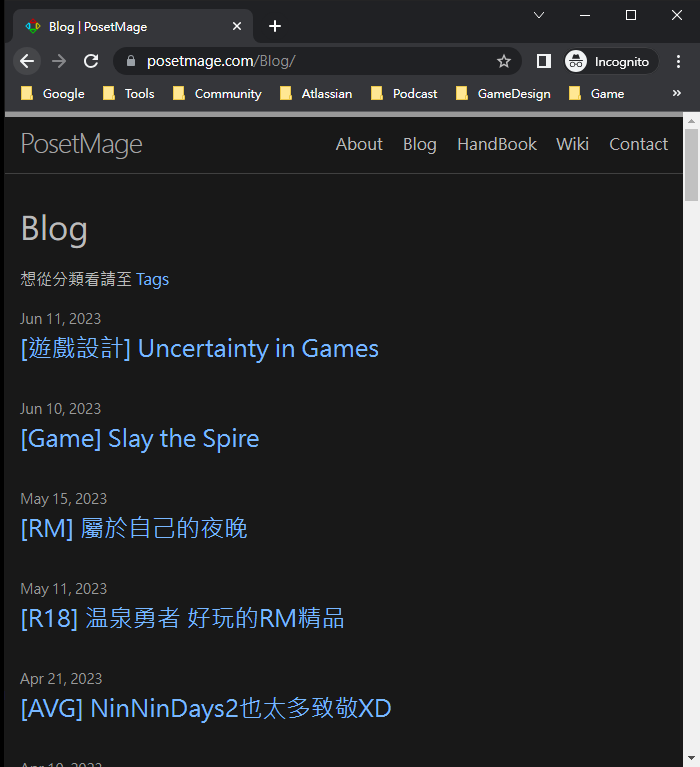 Blog | PosetMage
posetmage.com/Blog/
Incognito
Google Tools Community Atlassian Podcast GameDesign Game »
PosetMage About Blog HandBook Wiki Contact
Blog
想從分類看請至 Tags
Jun 11, 2023
[遊戲設計] Uncertainty in Games
Jun 10, 2023
[Game] Slay the Spire
May 15, 2023
[RM] 屬於自己的夜晚
May 11, 2023
[R18] 温泉勇者 好玩的RM精品
Apr 21, 2023
[AVG] NinNinDays2也太多致敬XD